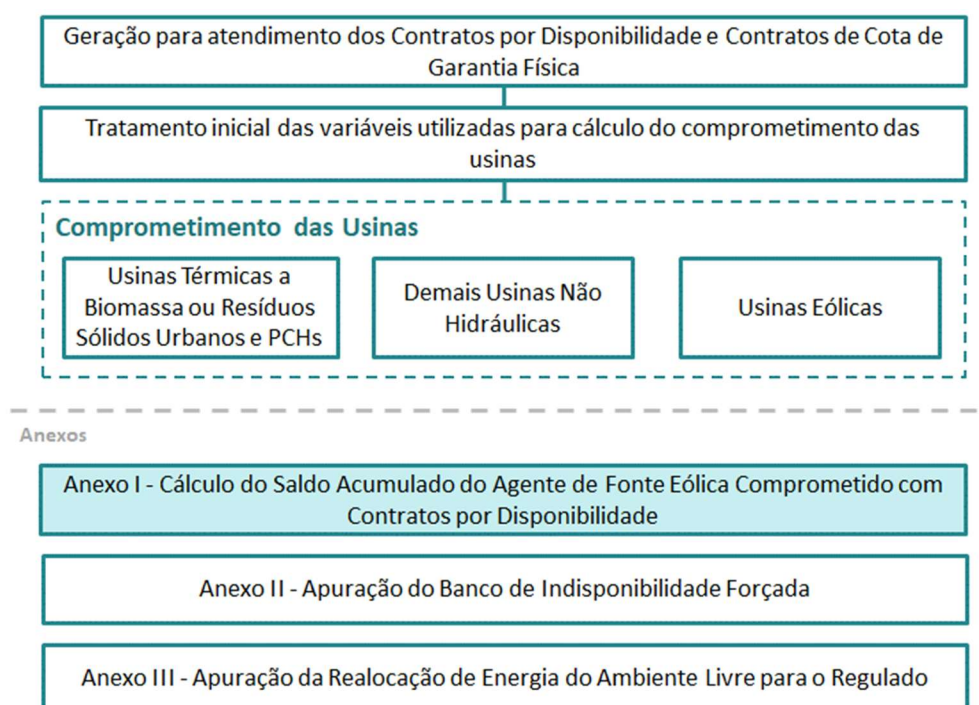 Geração para atendimento dos Contratos por Disponibilidade e Contratos de Cota de
Garantia Física
Tratamento inicial das variáveis utilizadas para cálculo do comprometimento das
usinas
Comprometimento das Usinas
Usinas Térmicas a
Biomassa ou Resíduos
Sólidos Urbanos e PCHs
Demais Usinas Não
Hidráulicas
Usinas Eólicas
Anexos
Anexo I - Cálculo do Saldo Acumulado do Agente de Fonte Eólica Comprometido com
Contratos por Disponibilidade
Anexo II - Apuração do Banco de Indisponibilidade Forçada
Anexo III - Apuração da Realocação de Energia do Ambiente Livre para o Regulado